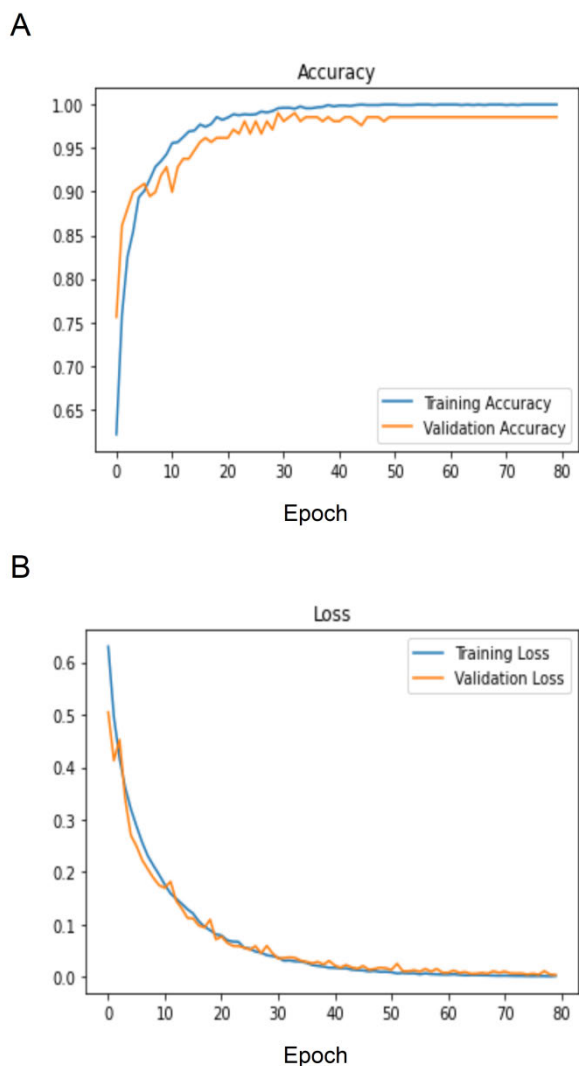 A
Accuracy
1.00
0.95
0.90
0.85
0.80
0.75
0.70
0.65
Training Accuracy
Validation Accuracy
0 10 20 30 40 50 60 70 80
Epoch
B
Loss
0.6
0.5
0.4
0.3
0.2
0.1
0.0
Training Loss
Validation Loss
0 10 20 30 40 50 60 70 80
Epoch